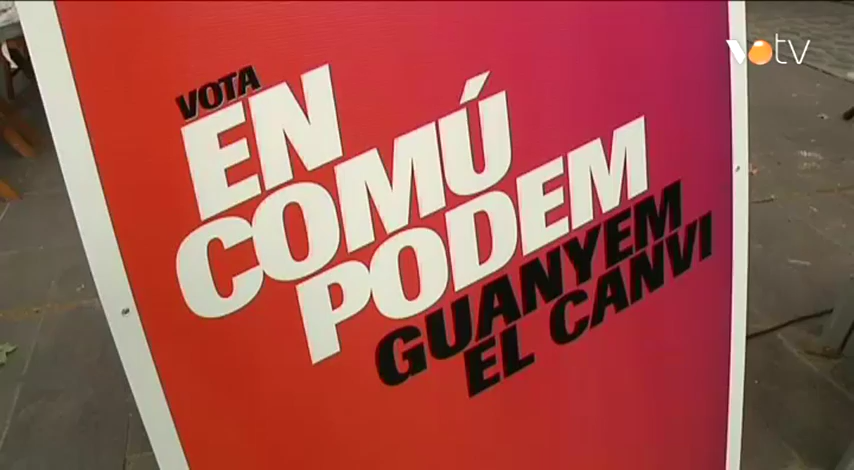 votv
VOTA
EN
COMÚ
PODEM
GUANYEM
EL CANVI